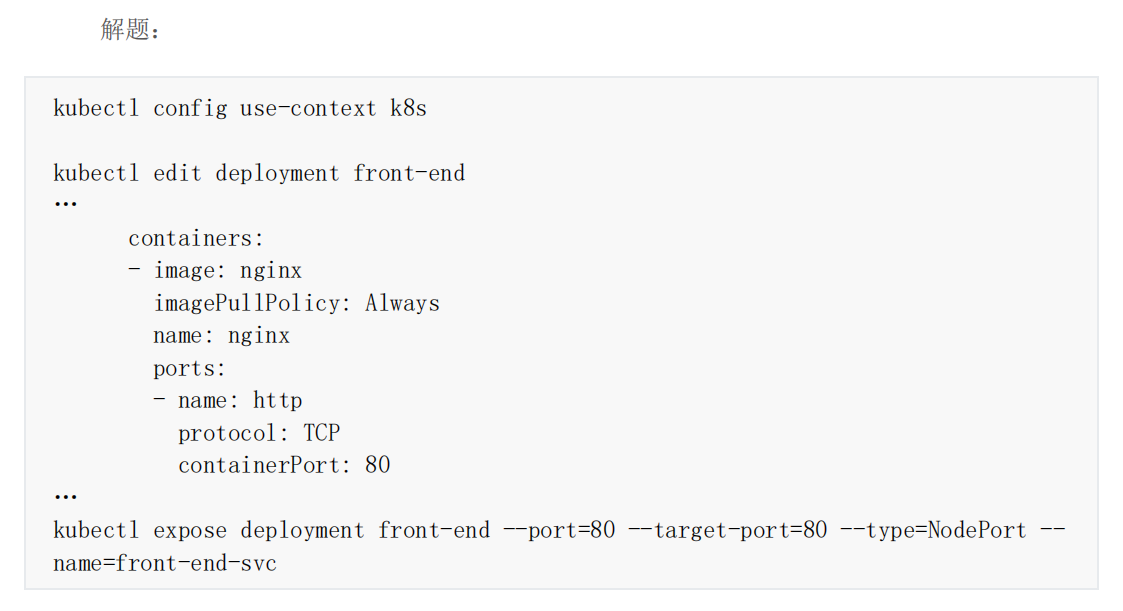 解题：
kubectl config use-context k8s
kubectl edit deployment front-end
…
containers:
- image: nginx
imagePullPolicy: Always
name: nginx
ports:
- name: http
protocol: TCP
containerPort: 80
…
kubectl expose deployment front-end --port=80 --target-port=80 --type=NodePort --
name=front-end-svc